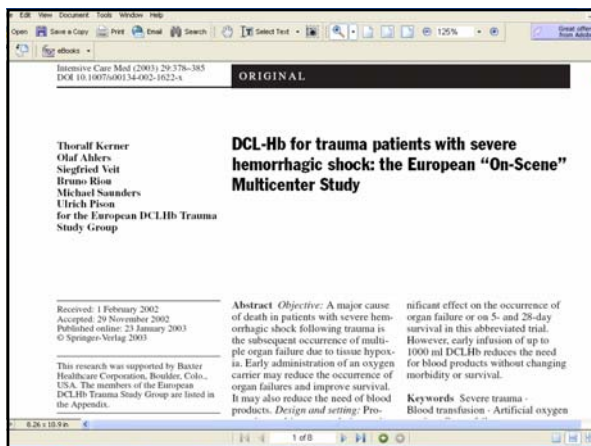 Edit View Document Tools Window Help
Open Save a Copy Print Email Search Select Text 125% Great offers
from Adobe
eBooks
Intensive Care Med (2003) 29:378–385
DOI 10.1007/s00134-002-1622-x
ORIGINAL
Thoralf Kerner
Olaf Ahlers
Siegfried Veit
Bruno Riou
Michael Saunders
Ulrich Pison
for the European DCLHb Trauma
Study Group
DCL-Hb for trauma patients with severe
hemorrhagic shock: the European “On-Scene”
Multicenter Study
Received: 1 February 2002
Accepted: 29 November 2002
Published online: 23 January 2003
© Springer-Verlag 2003
This research was supported by Baxter
Healthcare Corporation, Boulder, Colo.,
USA. The members of the European
DCLHb Trauma Study Group are listed in
the Appendix.
Abstract Objective: A major cause
of death in patients with severe hem-
orrhagic shock following trauma is
the subsequent occurrence of multi-
ple organ failure due to tissue hypox-
ia. Early administration of an oxygen
carrier may reduce the occurrence of
organ failures and improve survival.
It may also reduce the need of blood
products. Design and setting: Pro-
nificant effect on the occurrence of
organ failure or on 5- and 28-day
survival in this abbreviated trial.
However, early infusion of up to
1000 ml DCLHb reduces the need
for blood products without changing
morbidity or survival.
Keywords Severe trauma ·
Blood transfusion · Artificial oxygen
8.26 x 10.9 in
1 of 8